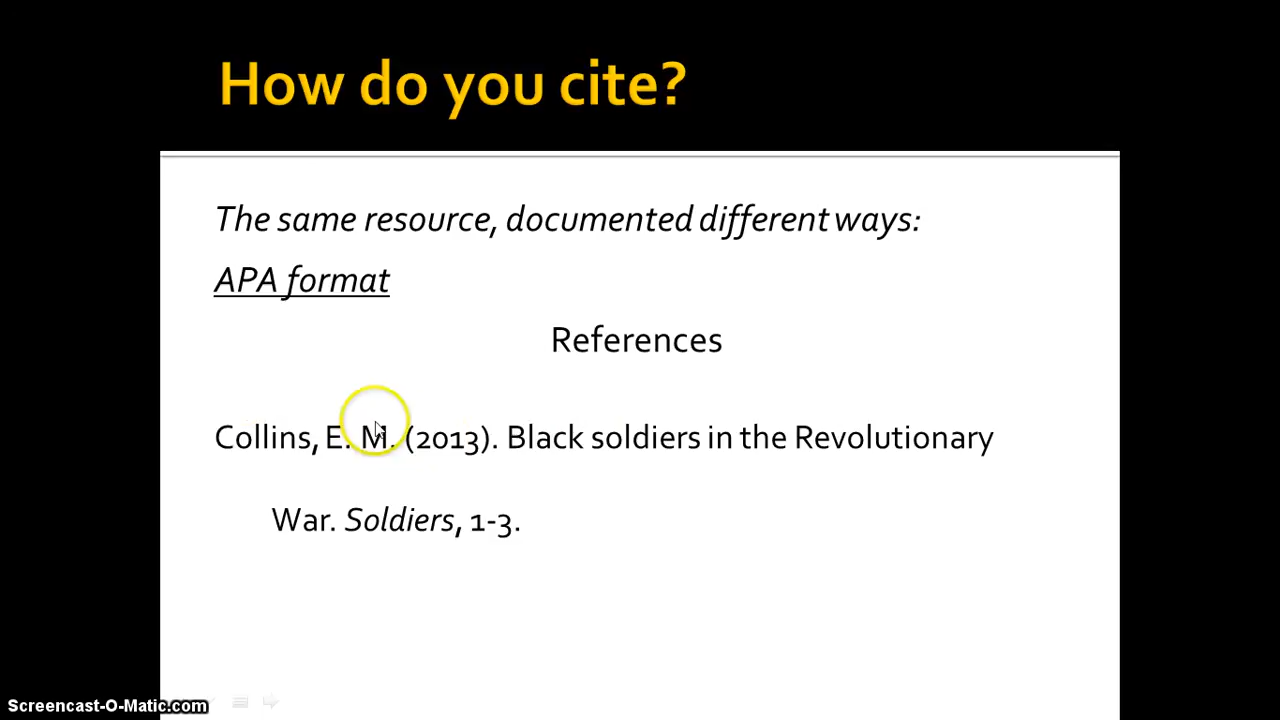 How do you cite?
The same resource, documented different ways:
APA format
References
Collins, E. M. (2013). Black soldiers in the Revolutionary
War. Soldiers, 1-3.
Screencast-O-Matic.com